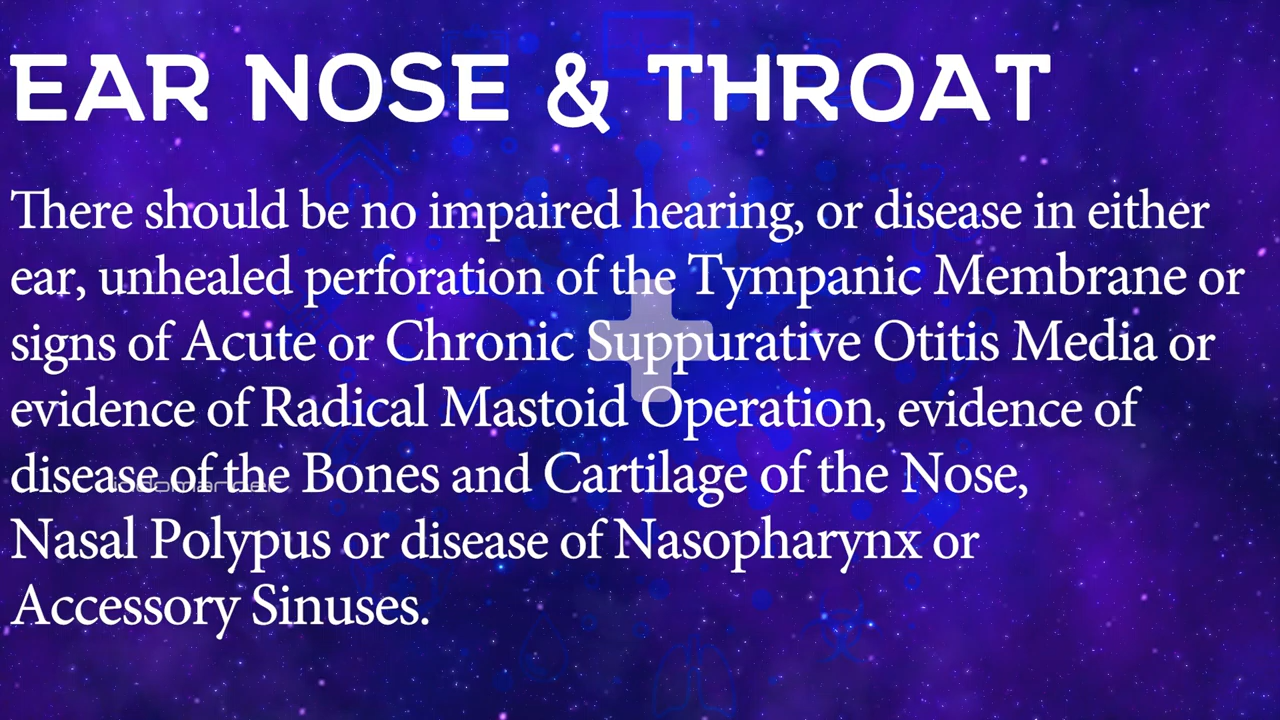 EAR NOSE & THROAT
There should be no impaired hearing, or disease in either
ear, unhealed perforation of the Tympanic Membrane or
signs of Acute or Chronic Suppurative Otitis Media or
evidence of Radical Mastoid Operation, evidence of
disease of the Bones and Cartilage of the Nose,
Nasal Polypus or disease of Nasopharynx or
Accessory Sinuses.